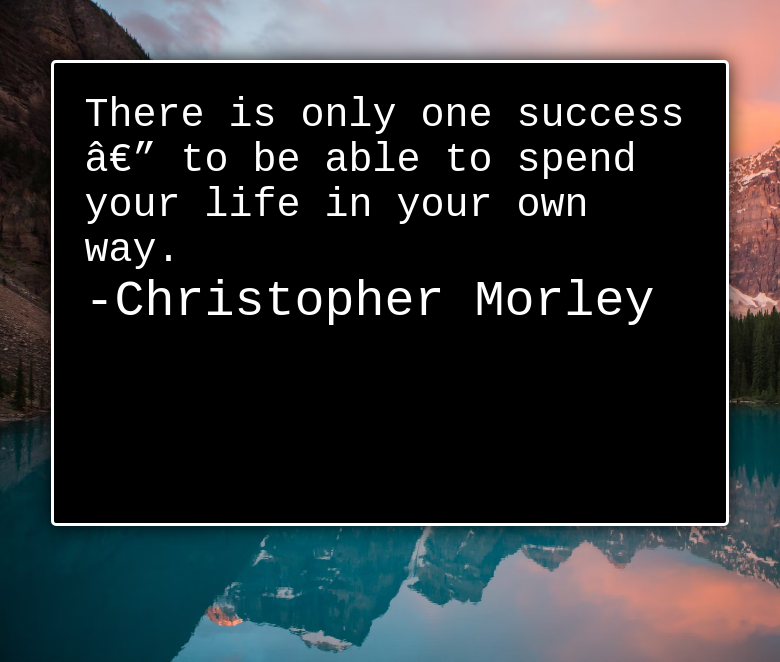 There is only one success
â€” to be able to spend
your life in your own
way.
-Christopher Morley